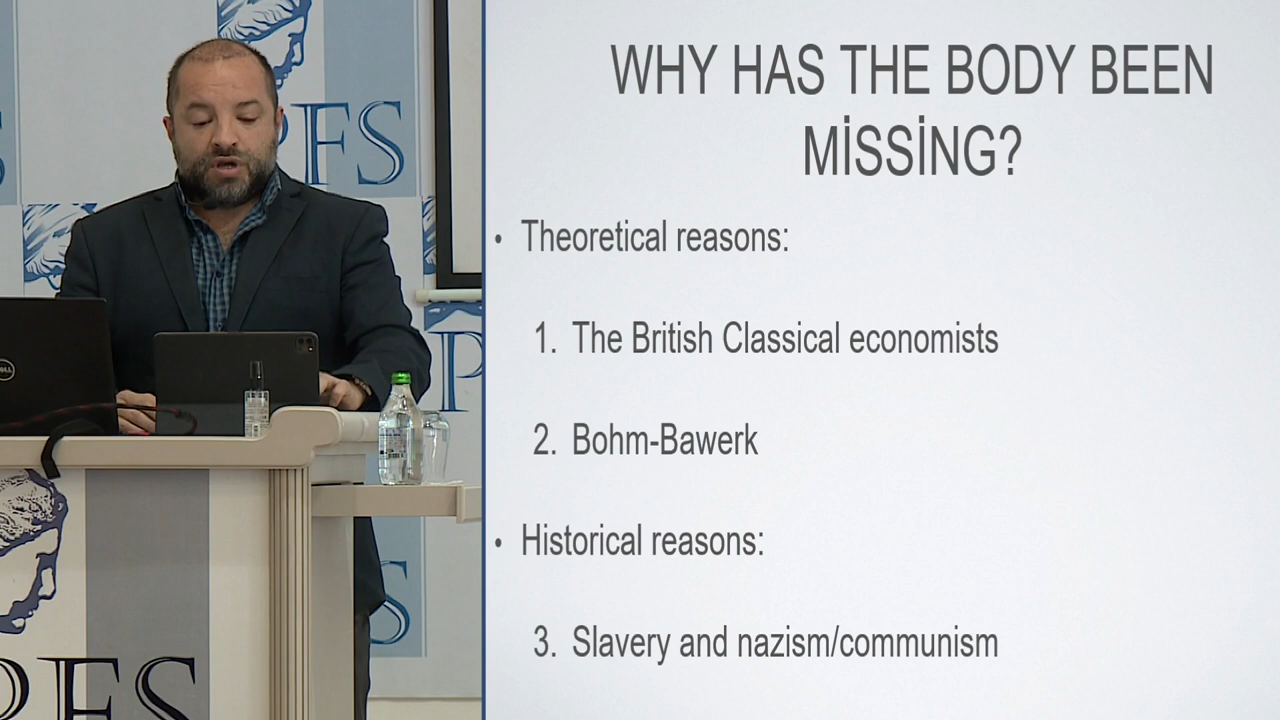 WHY HAS THE BODY BEEN
MİSSİNG?
• Theoretical reasons:
1. The British Classical economists
2. Bohm-Bawerk
• Historical reasons:
3. Slavery and nazism/communism
PFS
DELL
P
S
PFS